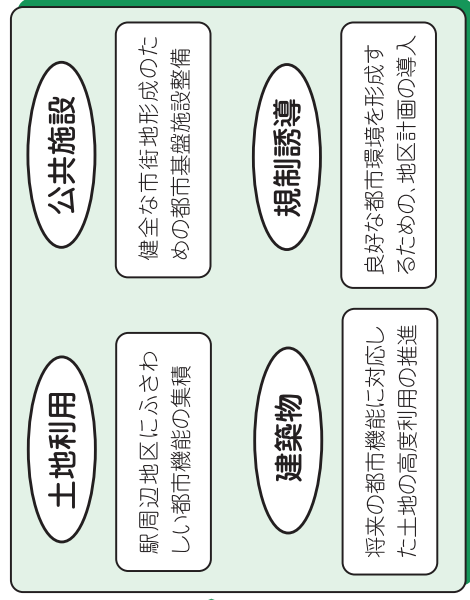 土地利用
駅周辺地区にふさわ
しい都市機能の集積
公共施設
健全な市街地形成のた
めの都市基盤施設整備
建築物
将来の都市機能に対応し
た土地の高度利用の推進
規制誘導
良好な都市環境を形成す
るための、地区計画の導入